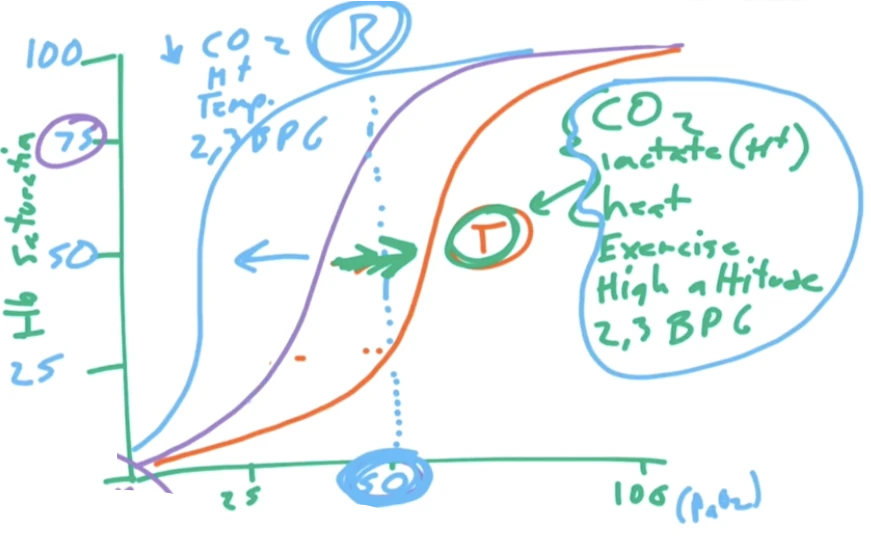 100
75
50
25
Hb Saturatin
↓ CO2
H+
Temp.
2,3 BPG
R
T
CO2
lactate (H+)
heat
Exercise
High altitude
2,3 BPG
25
50
100
(PaO2)